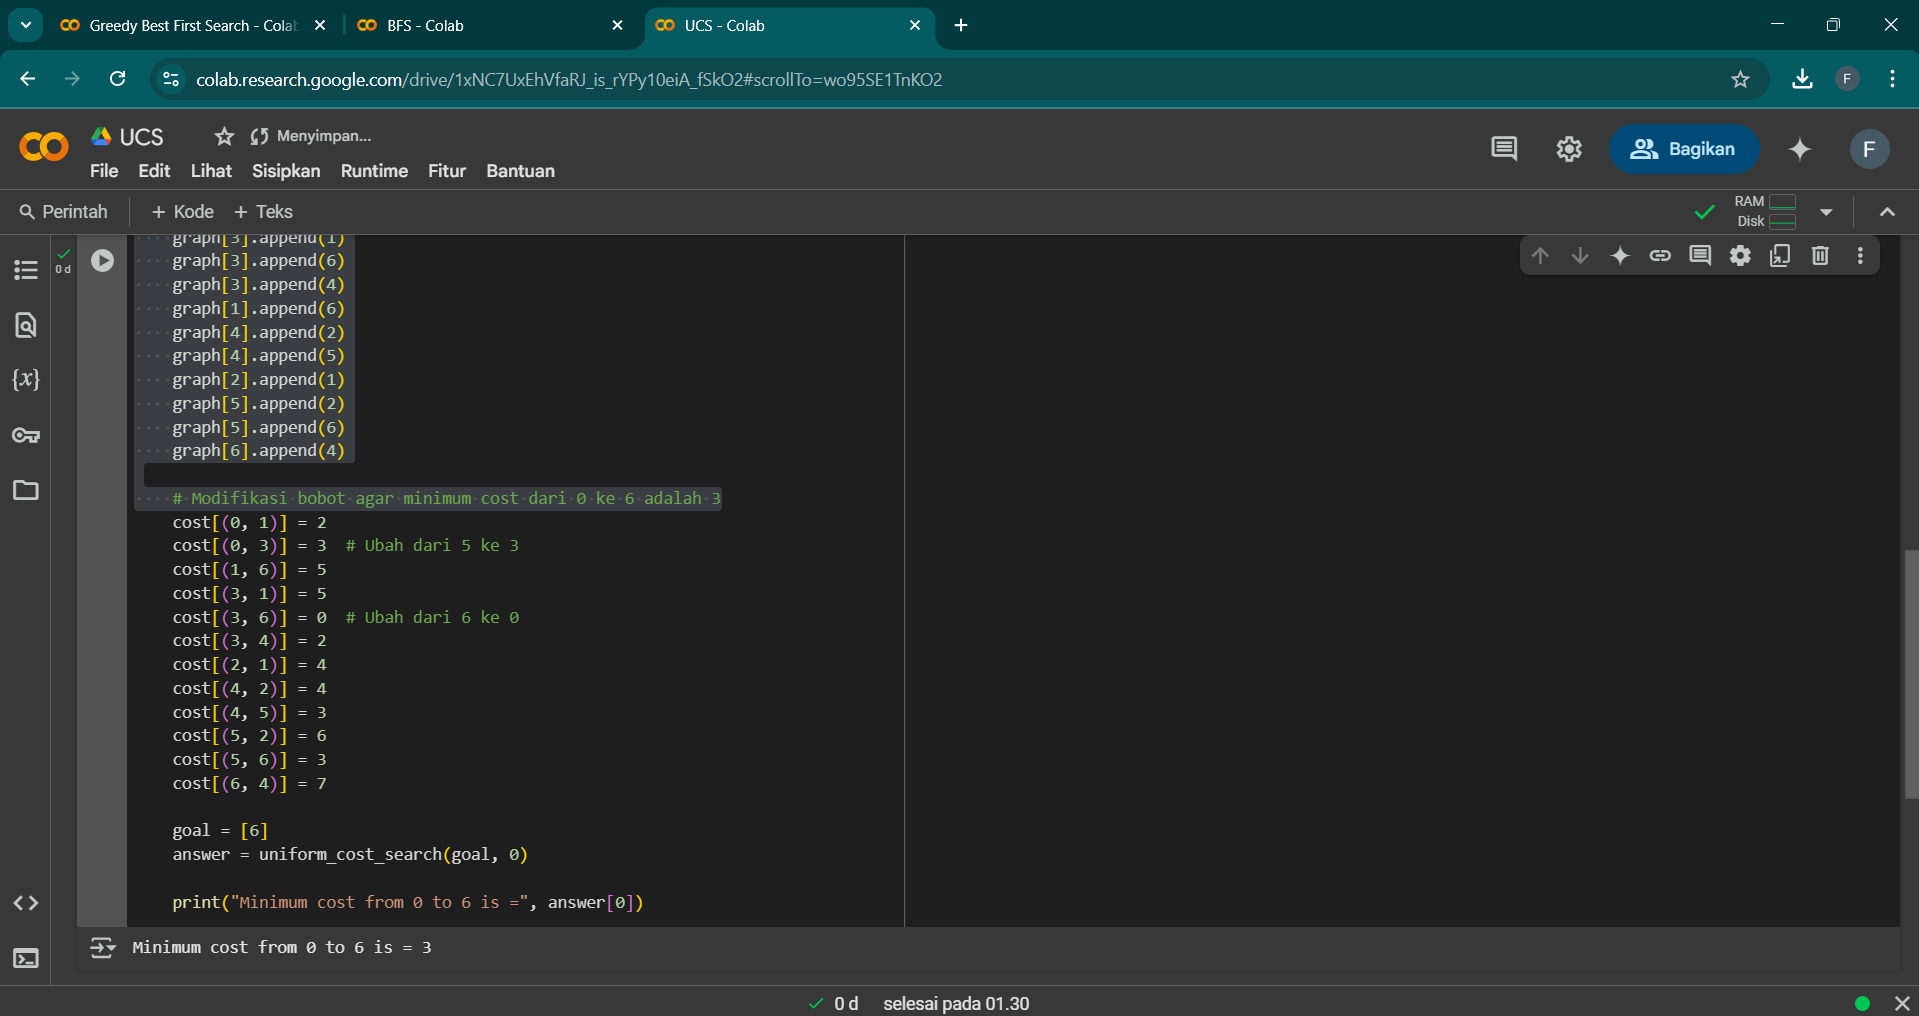 Greedy Best First Search - Colab
BFS - Colab
UCS - Colab
colab.research.google.com/drive/1xNC7UxEhVfaRJ_is_rYPy10eiA_fSkO2#scrollTo=wo95SE1TnKO2
F
UCS
Menyimpan...
File Edit Lihat Sisipkan Runtime Fitur Bantuan
Bagikan
F
Perintah
+ Kode + Teks
RAM
Disk
0 d
graph[3].append(1)
graph[3].append(6)
graph[3].append(4)
graph[1].append(6)
graph[4].append(2)
graph[4].append(5)
graph[2].append(1)
graph[5].append(2)
graph[5].append(6)
graph[6].append(4)
# Modifikasi bobot agar minimum cost dari 0 ke 6 adalah 3
cost[(0, 1)] = 2
cost[(0, 3)] = 3 # Ubah dari 5 ke 3
cost[(1, 6)] = 5
cost[(3, 1)] = 5
cost[(3, 6)] = 0 # Ubah dari 6 ke 0
cost[(3, 4)] = 2
cost[(2, 1)] = 4
cost[(4, 2)] = 4
cost[(4, 5)] = 3
cost[(5, 2)] = 6
cost[(5, 6)] = 3
cost[(6, 4)] = 7
goal = [6]
answer = uniform_cost_search(goal, 0)
print("Minimum cost from 0 to 6 is =", answer[0])
Minimum cost from 0 to 6 is = 3
0 d selesai pada 01.30